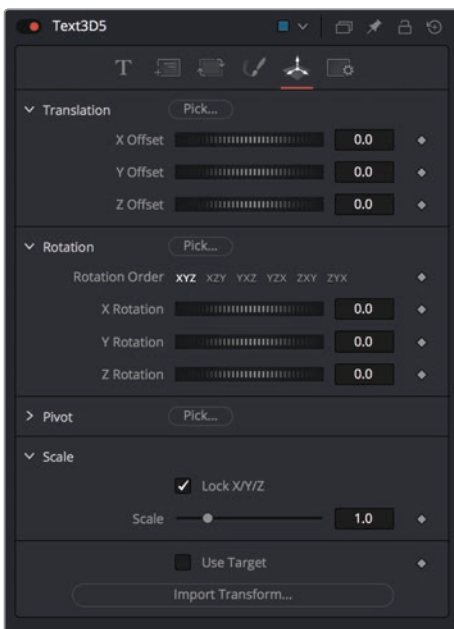 Text3D5
T
Translation Pick...
X Offset 0.0
Y Offset 0.0
Z Offset 0.0
Rotation Pick...
Rotation Order XYZ XZY YXZ YZX ZXY ZYX
X Rotation 0.0
Y Rotation 0.0
Z Rotation 0.0
Pivot Pick...
Scale
Lock X/Y/Z
Scale 1.0
Use Target
Import Transform...